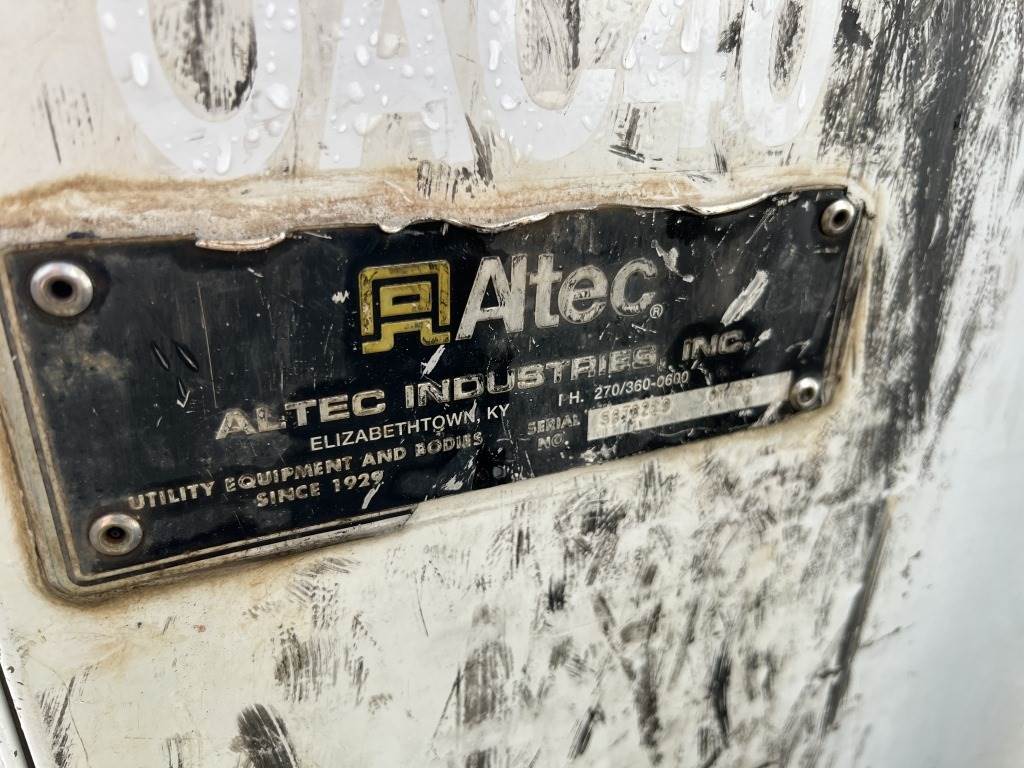 Altec®
ALTEC INDUSTRIES, INC.
ELIZABETHTOWN, KY PH. 270/360-0600
UTILITY EQUIPMENT AND BODIES SERIAL NO.
SINCE 1929